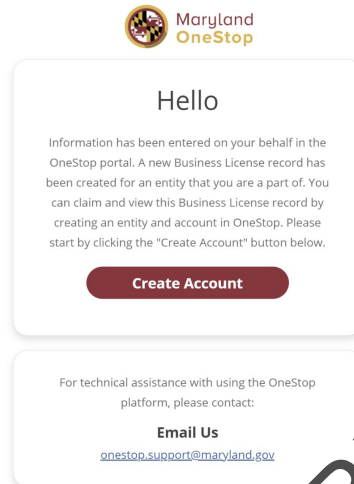 Maryland
OneStop
Hello
Information has been entered on your behalf in the
OneStop portal. A new Business License record has
been created for an entity that you are a part of. You
can claim and view this Business License record by
creating an entity and account in OneStop. Please
start by clicking the "Create Account" button below.
Create Account
For technical assistance with using the OneStop
platform, please contact:
Email Us
onestop.support@maryland.gov